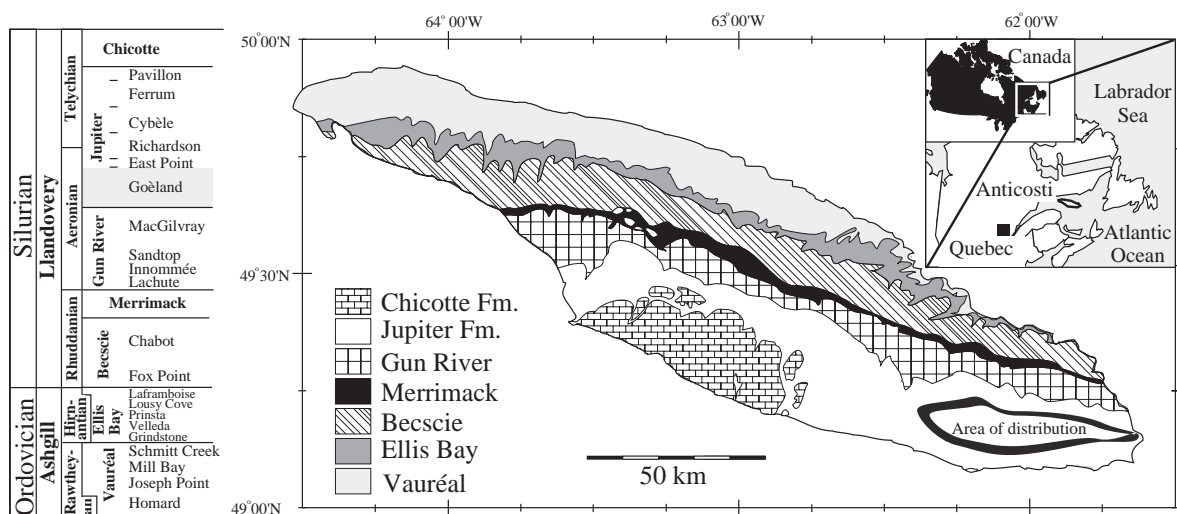 Silurian
Ordovician
Llandovery
Ashgill
Telychian
Aeronian
Rhuddanian
Hirn-
antian
Rawthey-
Chicotte
Jupiter
Pavillon
Ferrum
Cybèle
Richardson
East Point
Goèland
Gun River
MacGilvray
Sandtop
Innommée
Lachute
Merrimack
Becscie
Chabot
Fox Point
Ellis
Bay
Laframboise
Lousy Cove
Prinsta
Velleda
Grindstone
Vauréal
Schmitt Creek
Mill Bay
Joseph Point
Homard
64°00'W
63°00'W
62°00'W
50°00'N
49°30'N
49°00'N
Canada
Labrador
Sea
Anticosti
Quebec
Atlantic
Ocean
Chicotte Fm.
Jupiter Fm.
Gun River
Merrimack
Becscie
Ellis Bay
Vauréal
50 km
Area of distribution